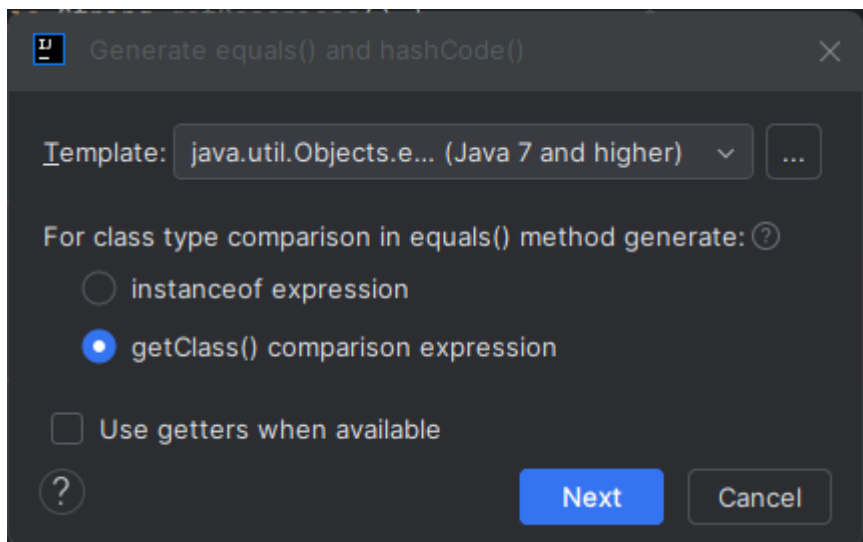 Generate equals() and hashCode()
Template: java.util.Objects.e... (Java 7 and higher) ...
For class type comparison in equals() method generate: ?
instanceof expression
getClass() comparison expression
Use getters when available
? Next Cancel